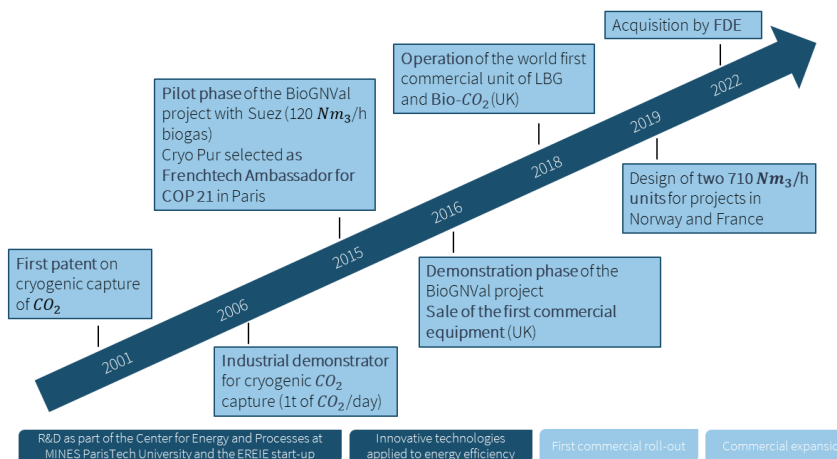 Acquisition by FDE
Operation of the world first
commercial unit of LBG
and Bio-CO₂ (UK)
Pilot phase of the BioGNVal
project with Suez (120 Nm₃/h
biogas)
Cryo Pur selected as
Frenchtech Ambassador for
COP 21 in Paris
First patent on
cryogenic capture
of CO₂
2001
2006
2015
2016
2018
2019
2022
Design of two 710 Nm₃/h
units for projects in
Norway and France
Demonstration phase of the
BioGNVal project
Sale of the first commercial
equipment (UK)
Industrial demonstrator
for cryogenic CO₂
capture (1t of CO₂/day)
R&D as part of the Center for Energy and Processes at
MINES ParisTech University and the EREIE start-up
Innovative technologies
applied to energy efficiency
First commercial roll-out
Commercial